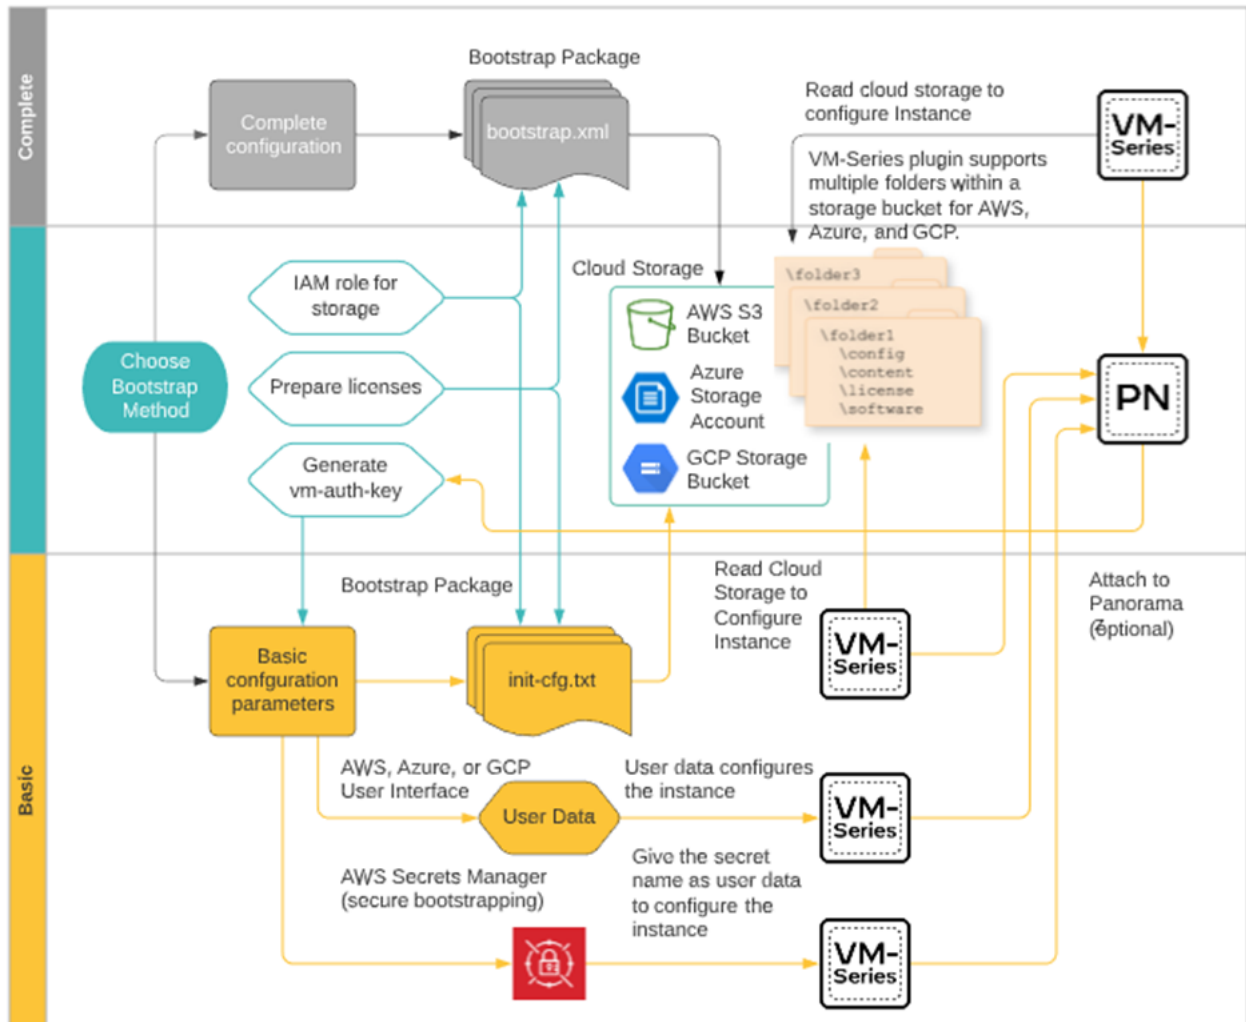 Complete
Bootstrap Package
Complete
configuration
bootstrap.xml
Read cloud storage to
configure Instance
VM-Series plugin supports
multiple folders within a
storage bucket for AWS,
Azure, and GCP.
VM-
Series
IAM role for
storage
Choose
Bootstrap
Method
Prepare licenses
Generate
vm-auth-key
Cloud Storage
AWS S3
Bucket
Azure
Storage
Account
GCP Storage
Bucket
\folder3
\folder2
\folder1
\config
\content
\license
\software
PN
Basic
Bootstrap Package
Basic
confguration
parameters
init-cfg.txt
Read Cloud
Storage to
Configure
Instance
VM-
Series
Attach to
Panorama
(optional)
AWS, Azure, or GCP
User Interface
User Data
User data configures
the instance
VM-
Series
AWS Secrets Manager
(secure bootstrapping)
Give the secret
name as user data
to configure the
instance
VM-
Series